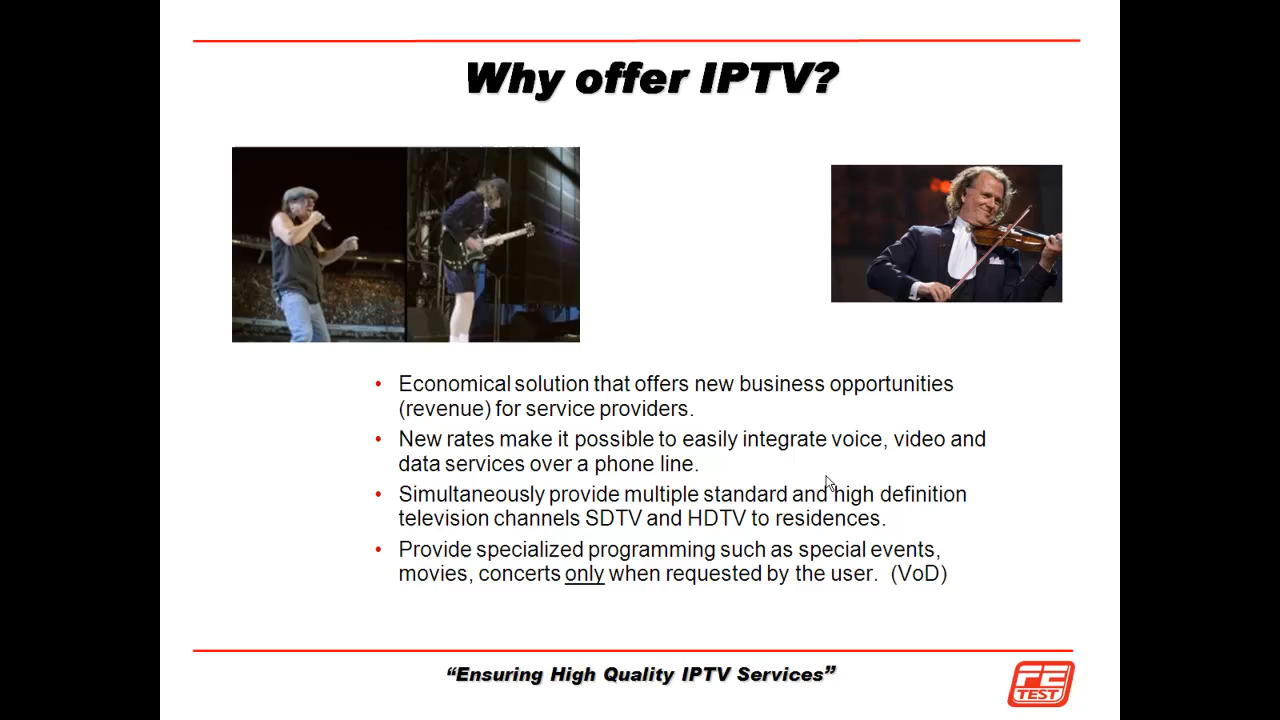 Why offer IPTV?
• Economical solution that offers new business opportunities
(revenue) for service providers.
• New rates make it possible to easily integrate voice, video and
data services over a phone line.
• Simultaneously provide multiple standard and high definition
television channels SDTV and HDTV to residences.
• Provide specialized programming such as special events,
movies, concerts only when requested by the user. (VoD)
“Ensuring High Quality IPTV Services”
FE
TEST